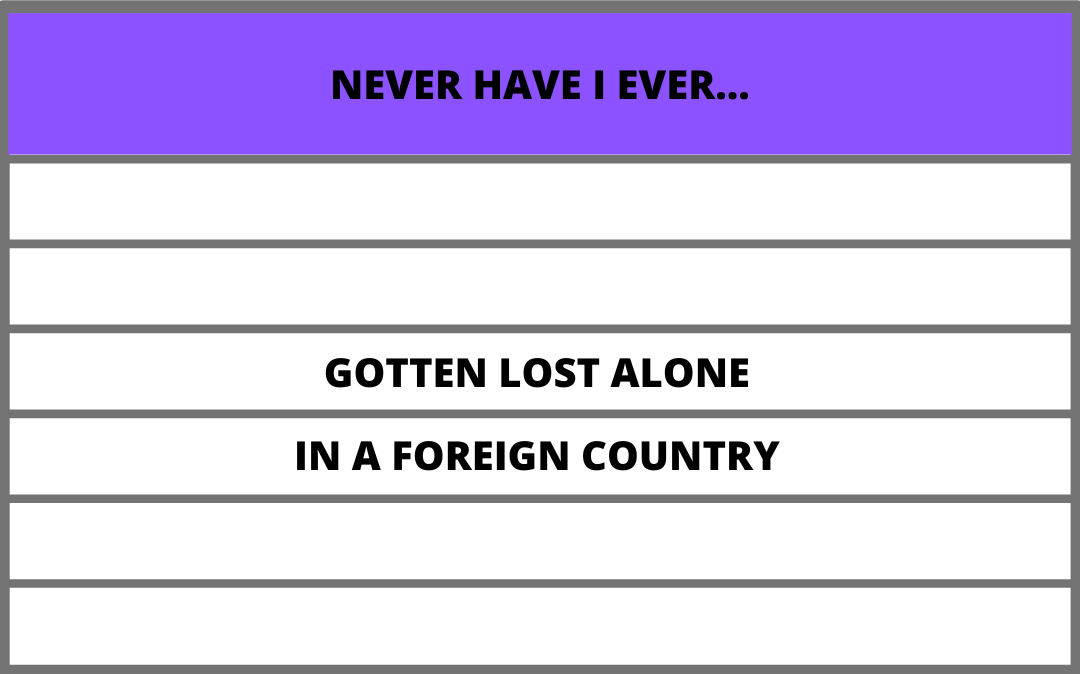 NEVER HAVE I EVER...
GOTTEN LOST ALONE
IN A FOREIGN COUNTRY